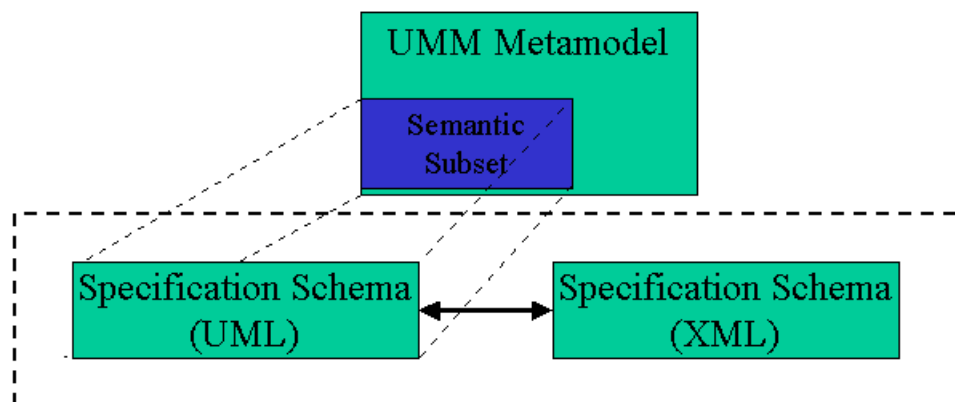 UMM Metamodel
Semantic
Subset
Specification Schema
(UML)
Specification Schema
(XML)